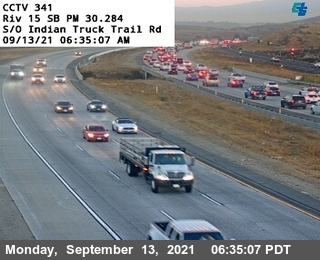 CCTV 341
Riv 15 SB PM 30.284
S/O Indian Truck Trail Rd
09/13/21 06:35:07 AM
Monday, September 13, 2021 06:35:07 PDT